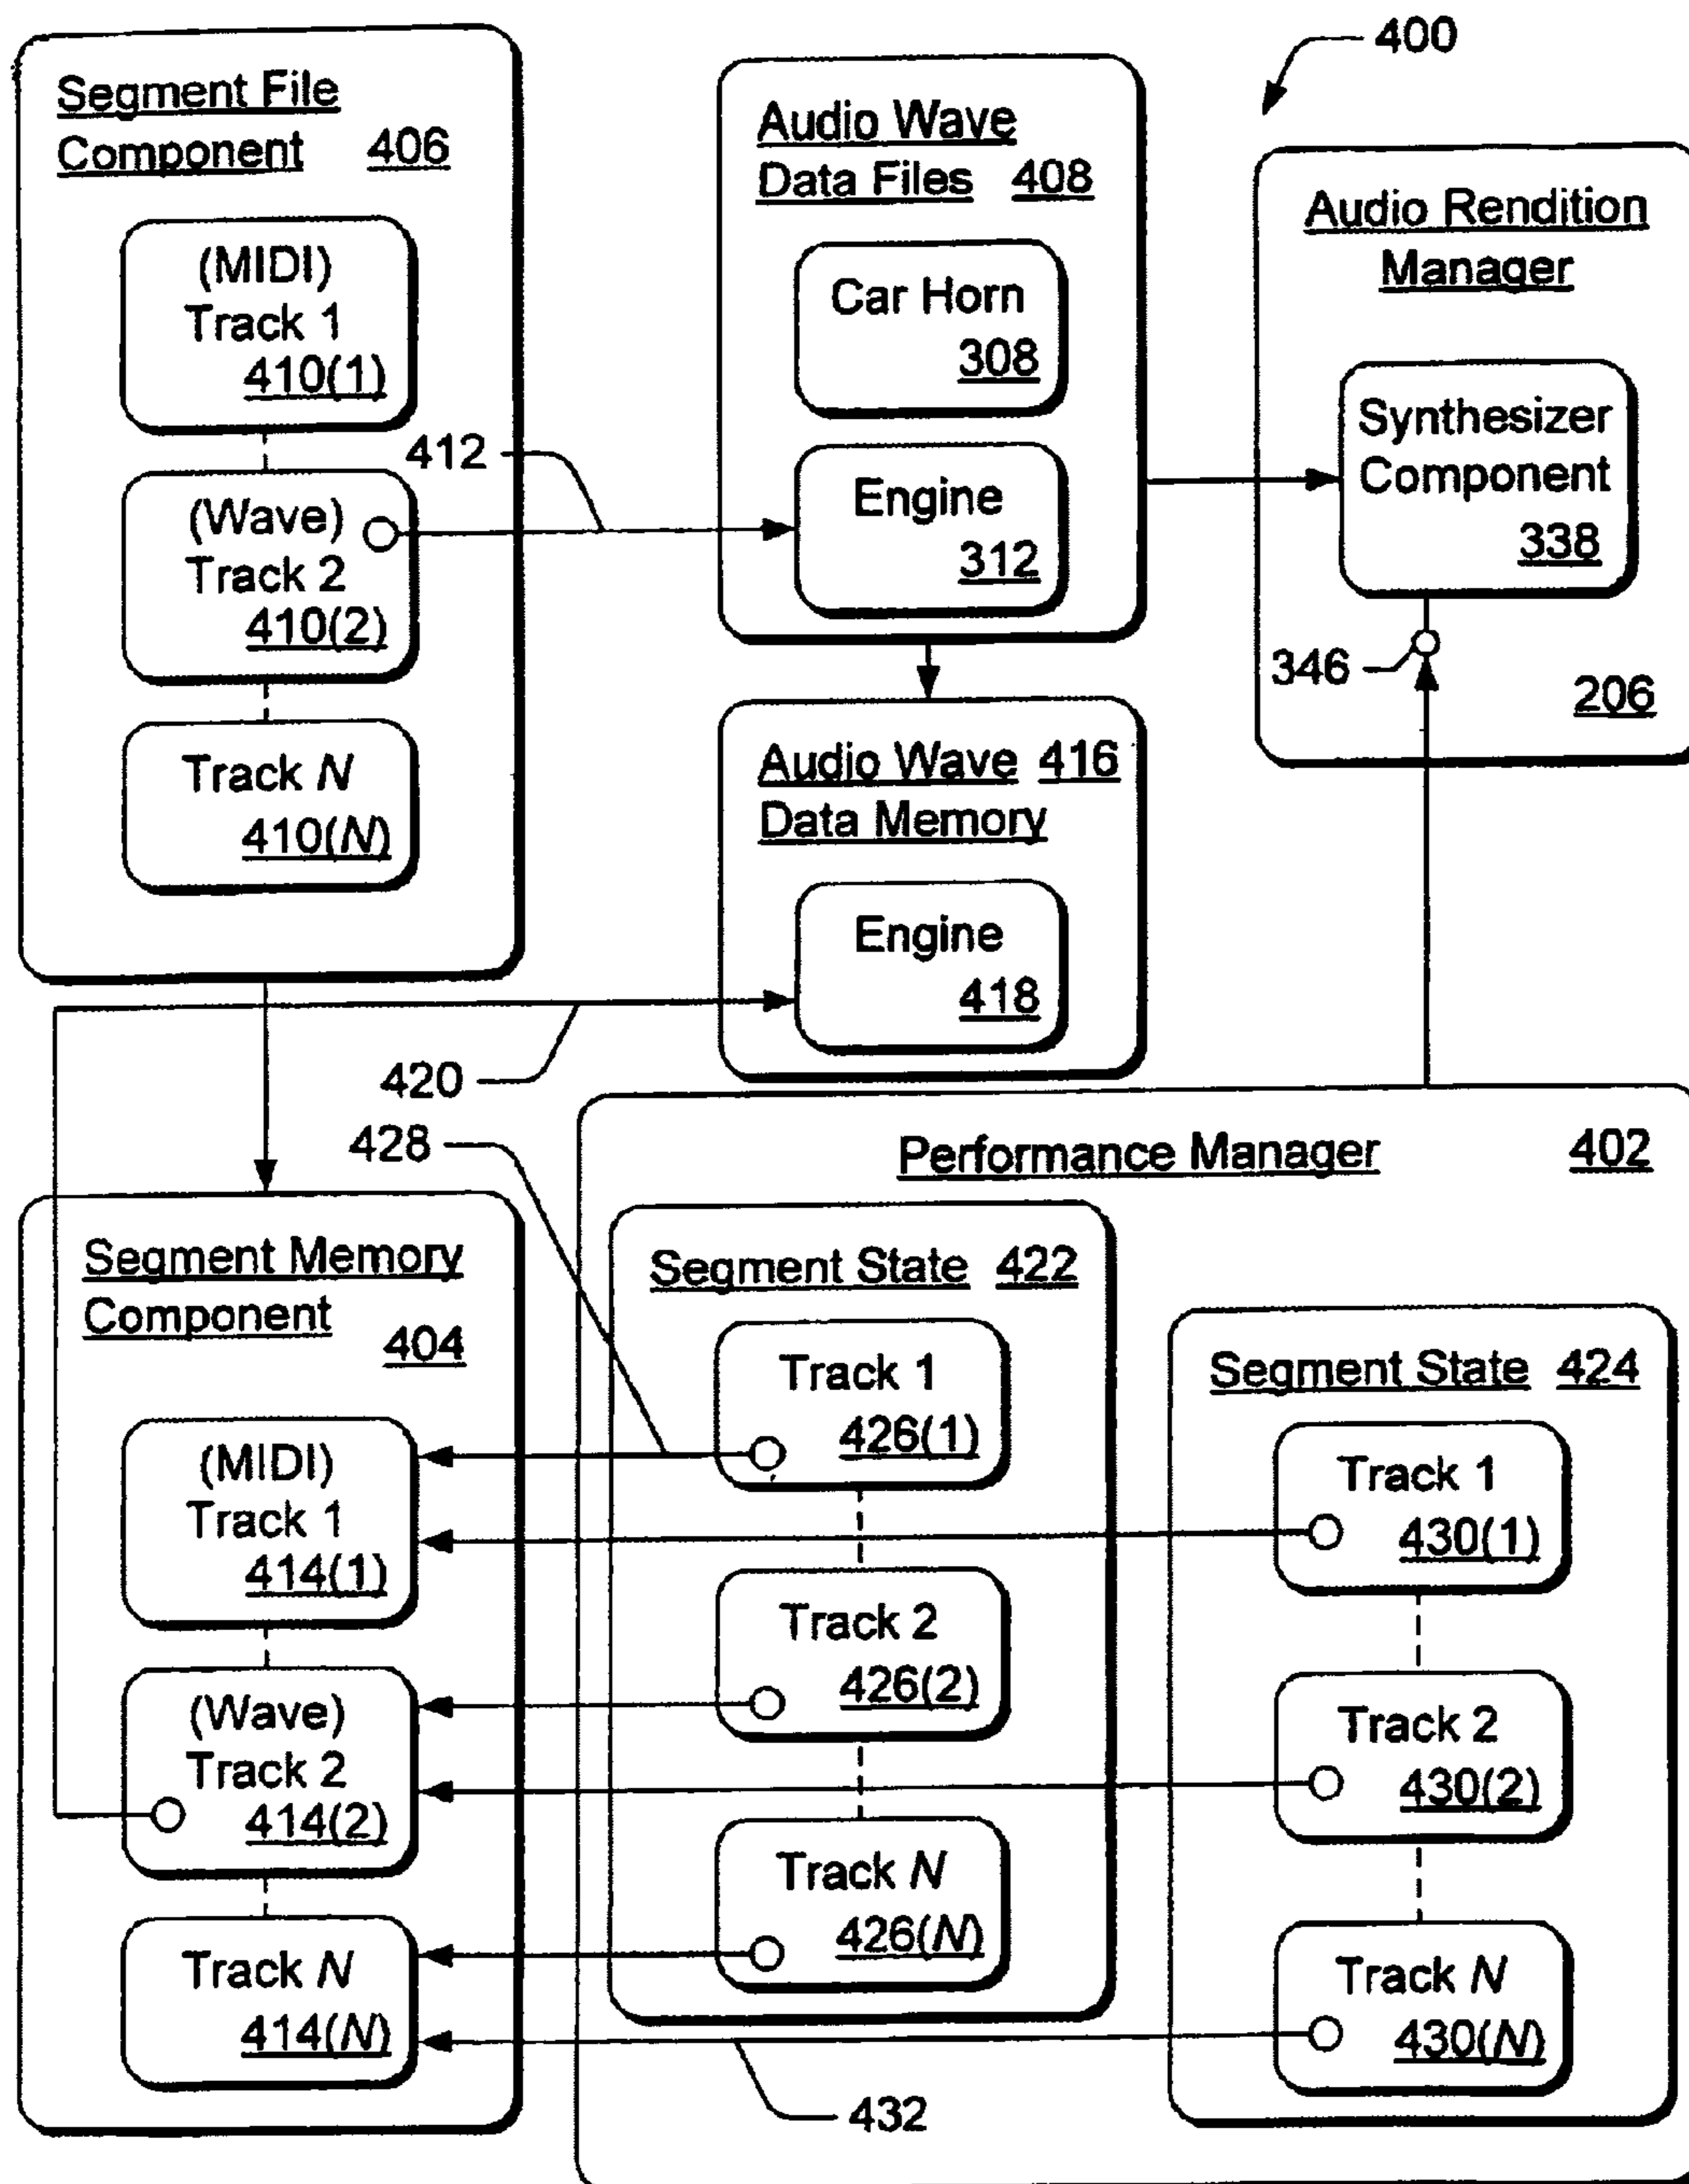 400
Segment File
Component 406
(MIDI)
Track 1
410(1)
(Wave)
Track 2
410(2)
Track N
410(N)
412
Audio Wave
Data Files 408
Car Horn
308
Engine
312
Audio Rendition
Manager
Synthesizer
Component
338
346
206
Audio Wave 416
Data Memory
Engine
418
420
428
Performance Manager 402
Segment Memory
Component
404
(MIDI)
Track 1
414(1)
(Wave)
Track 2
414(2)
Track N
414(N)
Segment State 422
Track 1
426(1)
Track 2
426(2)
Track N
426(N)
Segment State 424
Track 1
430(1)
Track 2
430(2)
Track N
430(N)
432